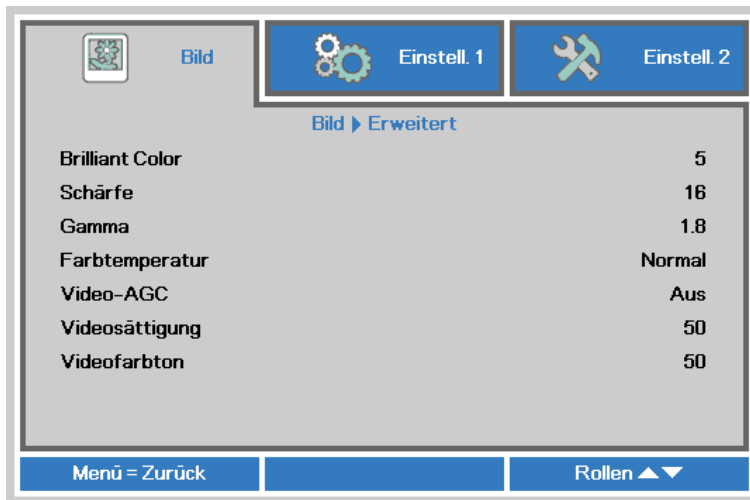 Bild Einstell. 1 Einstell. 2
Bild ▶ Erweitert
Brilliant Color 5
Schärfe 16
Gamma 1.8
Farbtemperatur Normal
Video-AGC Aus
Videosättigung 50
Videofarbton 50
Menü = Zurück Rollen ▲▼